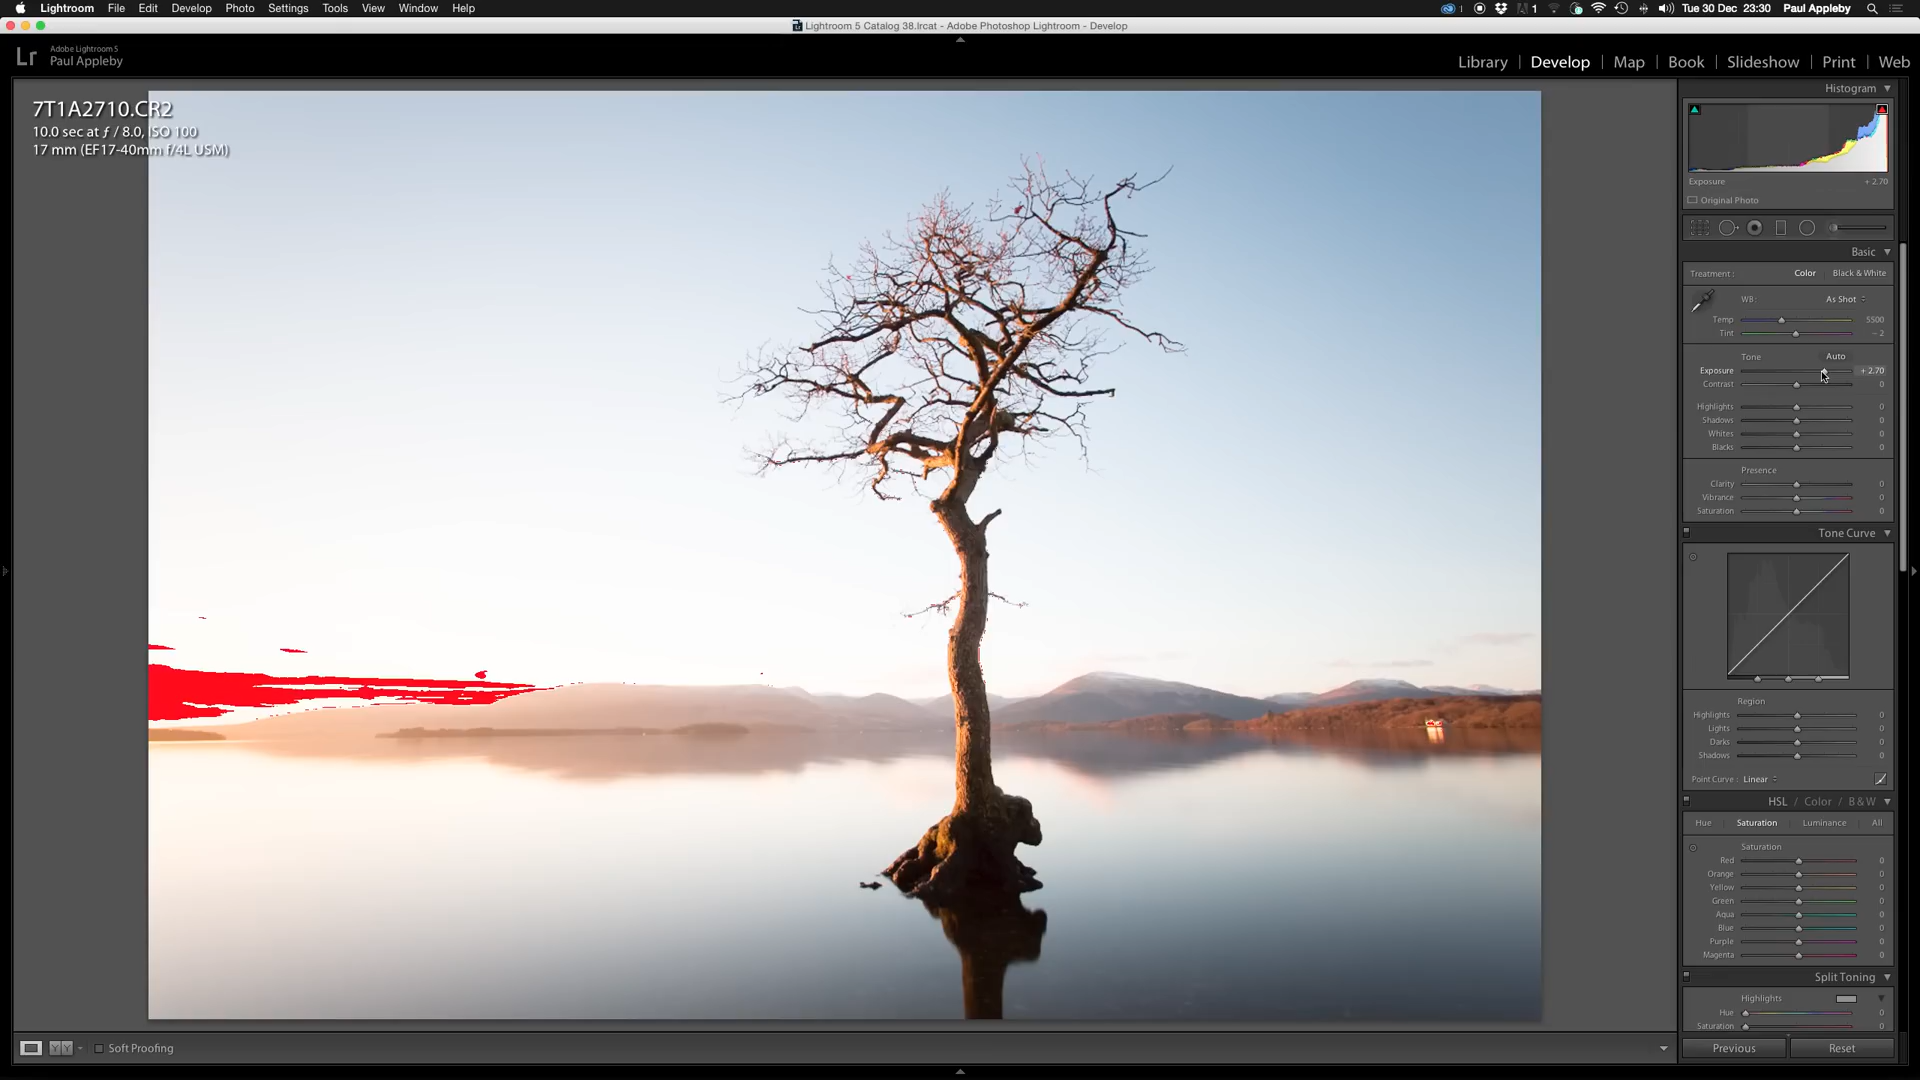 Lightroom File Edit Develop Photo Settings Tools View Window Help 1 Tue 30 Dec 23:30 Paul Appleby
Lightroom 5 Catalog 38.lrcat - Adobe Photoshop Lightroom - Develop
Lr Adobe Lightroom 5
Paul Appleby
Library | Develop | Map | Book | Slideshow | Print | Web
7T1A2710.CR2
10.0 sec at ƒ / 8.0, ISO 100
17 mm (EF17-40mm f/4L USM)
Histogram
Exposure + 2.70
Original Photo
Basic
Treatment : Color | Black & White
WB : As Shot
Temp 5500
Tint - 2
Tone Auto
Exposure + 2.70
Contrast 0
Highlights 0
Shadows 0
Whites 0
Blacks 0
Presence
Clarity 0
Vibrance 0
Saturation 0
Tone Curve
Region
Highlights 0
Lights 0
Darks 0
Shadows 0
Point Curve : Linear
HSL / Color / B & W
Hue Saturation Luminance All
Saturation
Red 0
Orange 0
Yellow 0
Green 0
Aqua 0
Blue 0
Purple 0
Magenta 0
Split Toning
Highlights
Hue 0
Saturation 0
Previous Reset
Y Y Soft Proofing